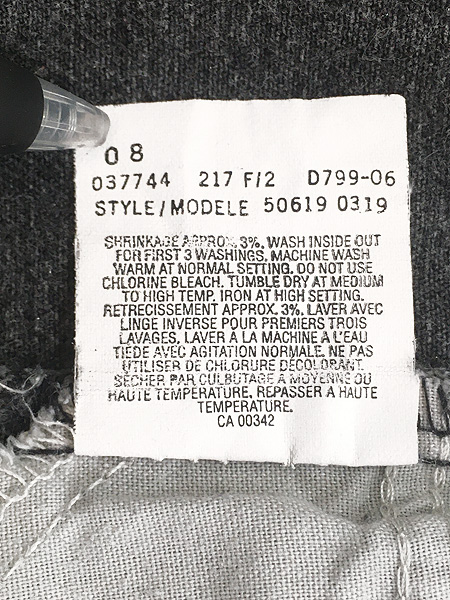 08
037744 217 F/2 D799-06
STYLE/MODELE 50619 0319
SHRINKAGE APPROX. 3%. WASH INSIDE OUT
FOR FIRST 3 WASHINGS. MACHINE WASH
WARM AT NORMAL SETTING. DO NOT USE
CHLORINE BLEACH. TUMBLE DRY AT MEDIUM
TO HIGH TEMP. IRON AT HIGH SETTING.
RETRECISSEMENT APPROX. 3%. LAVER AVEC
LINGE INVERSE POUR PREMIERS TROIS
LAVAGES. LAVER A LA MACHINE A L'EAU
TIEDE AVEC AGITATION NORMALE. NE PAS
UTILISER DE CHLORURE DECOLORANT.
SECHER PAR CULBUTAGE A MOYENNE OU
HAUTE TEMPERATURE. REPASSER A HAUTE
TEMPERATURE.
CA 00342